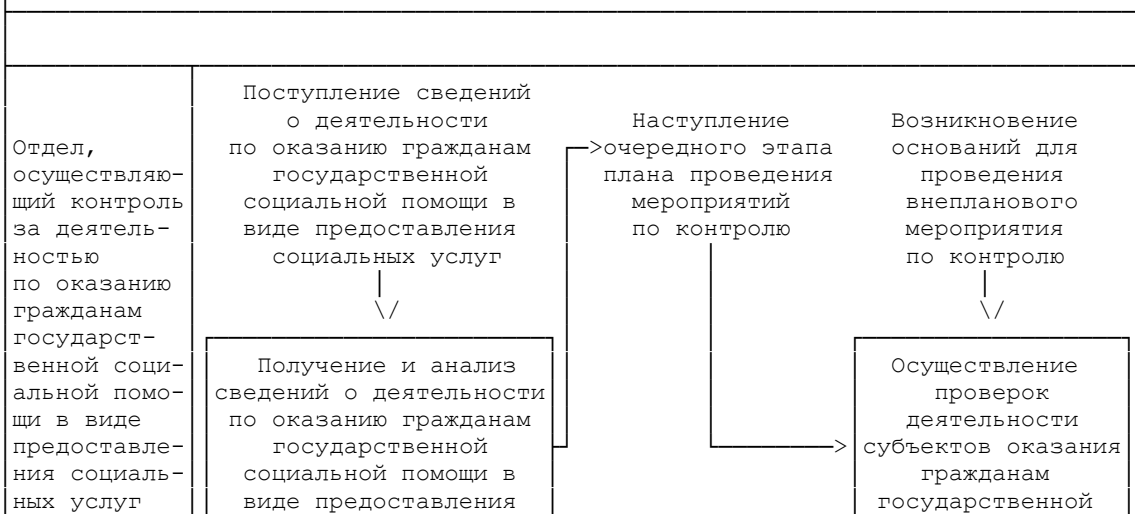 Отдел,
осуществляю-
щий контроль
за деятель-
ностью
по оказанию
гражданам
государст-
венной соци-
альной помо-
щи в виде
предоставле-
ния социаль-
ных услуг
Поступление сведений
о деятельности
по оказанию гражданам
государственной
социальной помощи в
виде предоставления
социальных услуг
\/
Получение и анализ
сведений о деятельности
по оказанию гражданам
государственной
социальной помощи в
виде предоставления
Наступление
>очередного этапа
плана проведения
мероприятий
по контролю
>
Возникновение
оснований для
проведения
внепланового
мероприятия
по контролю
\/
Осуществление
проверок
деятельности
субъектов оказания
гражданам
государственной